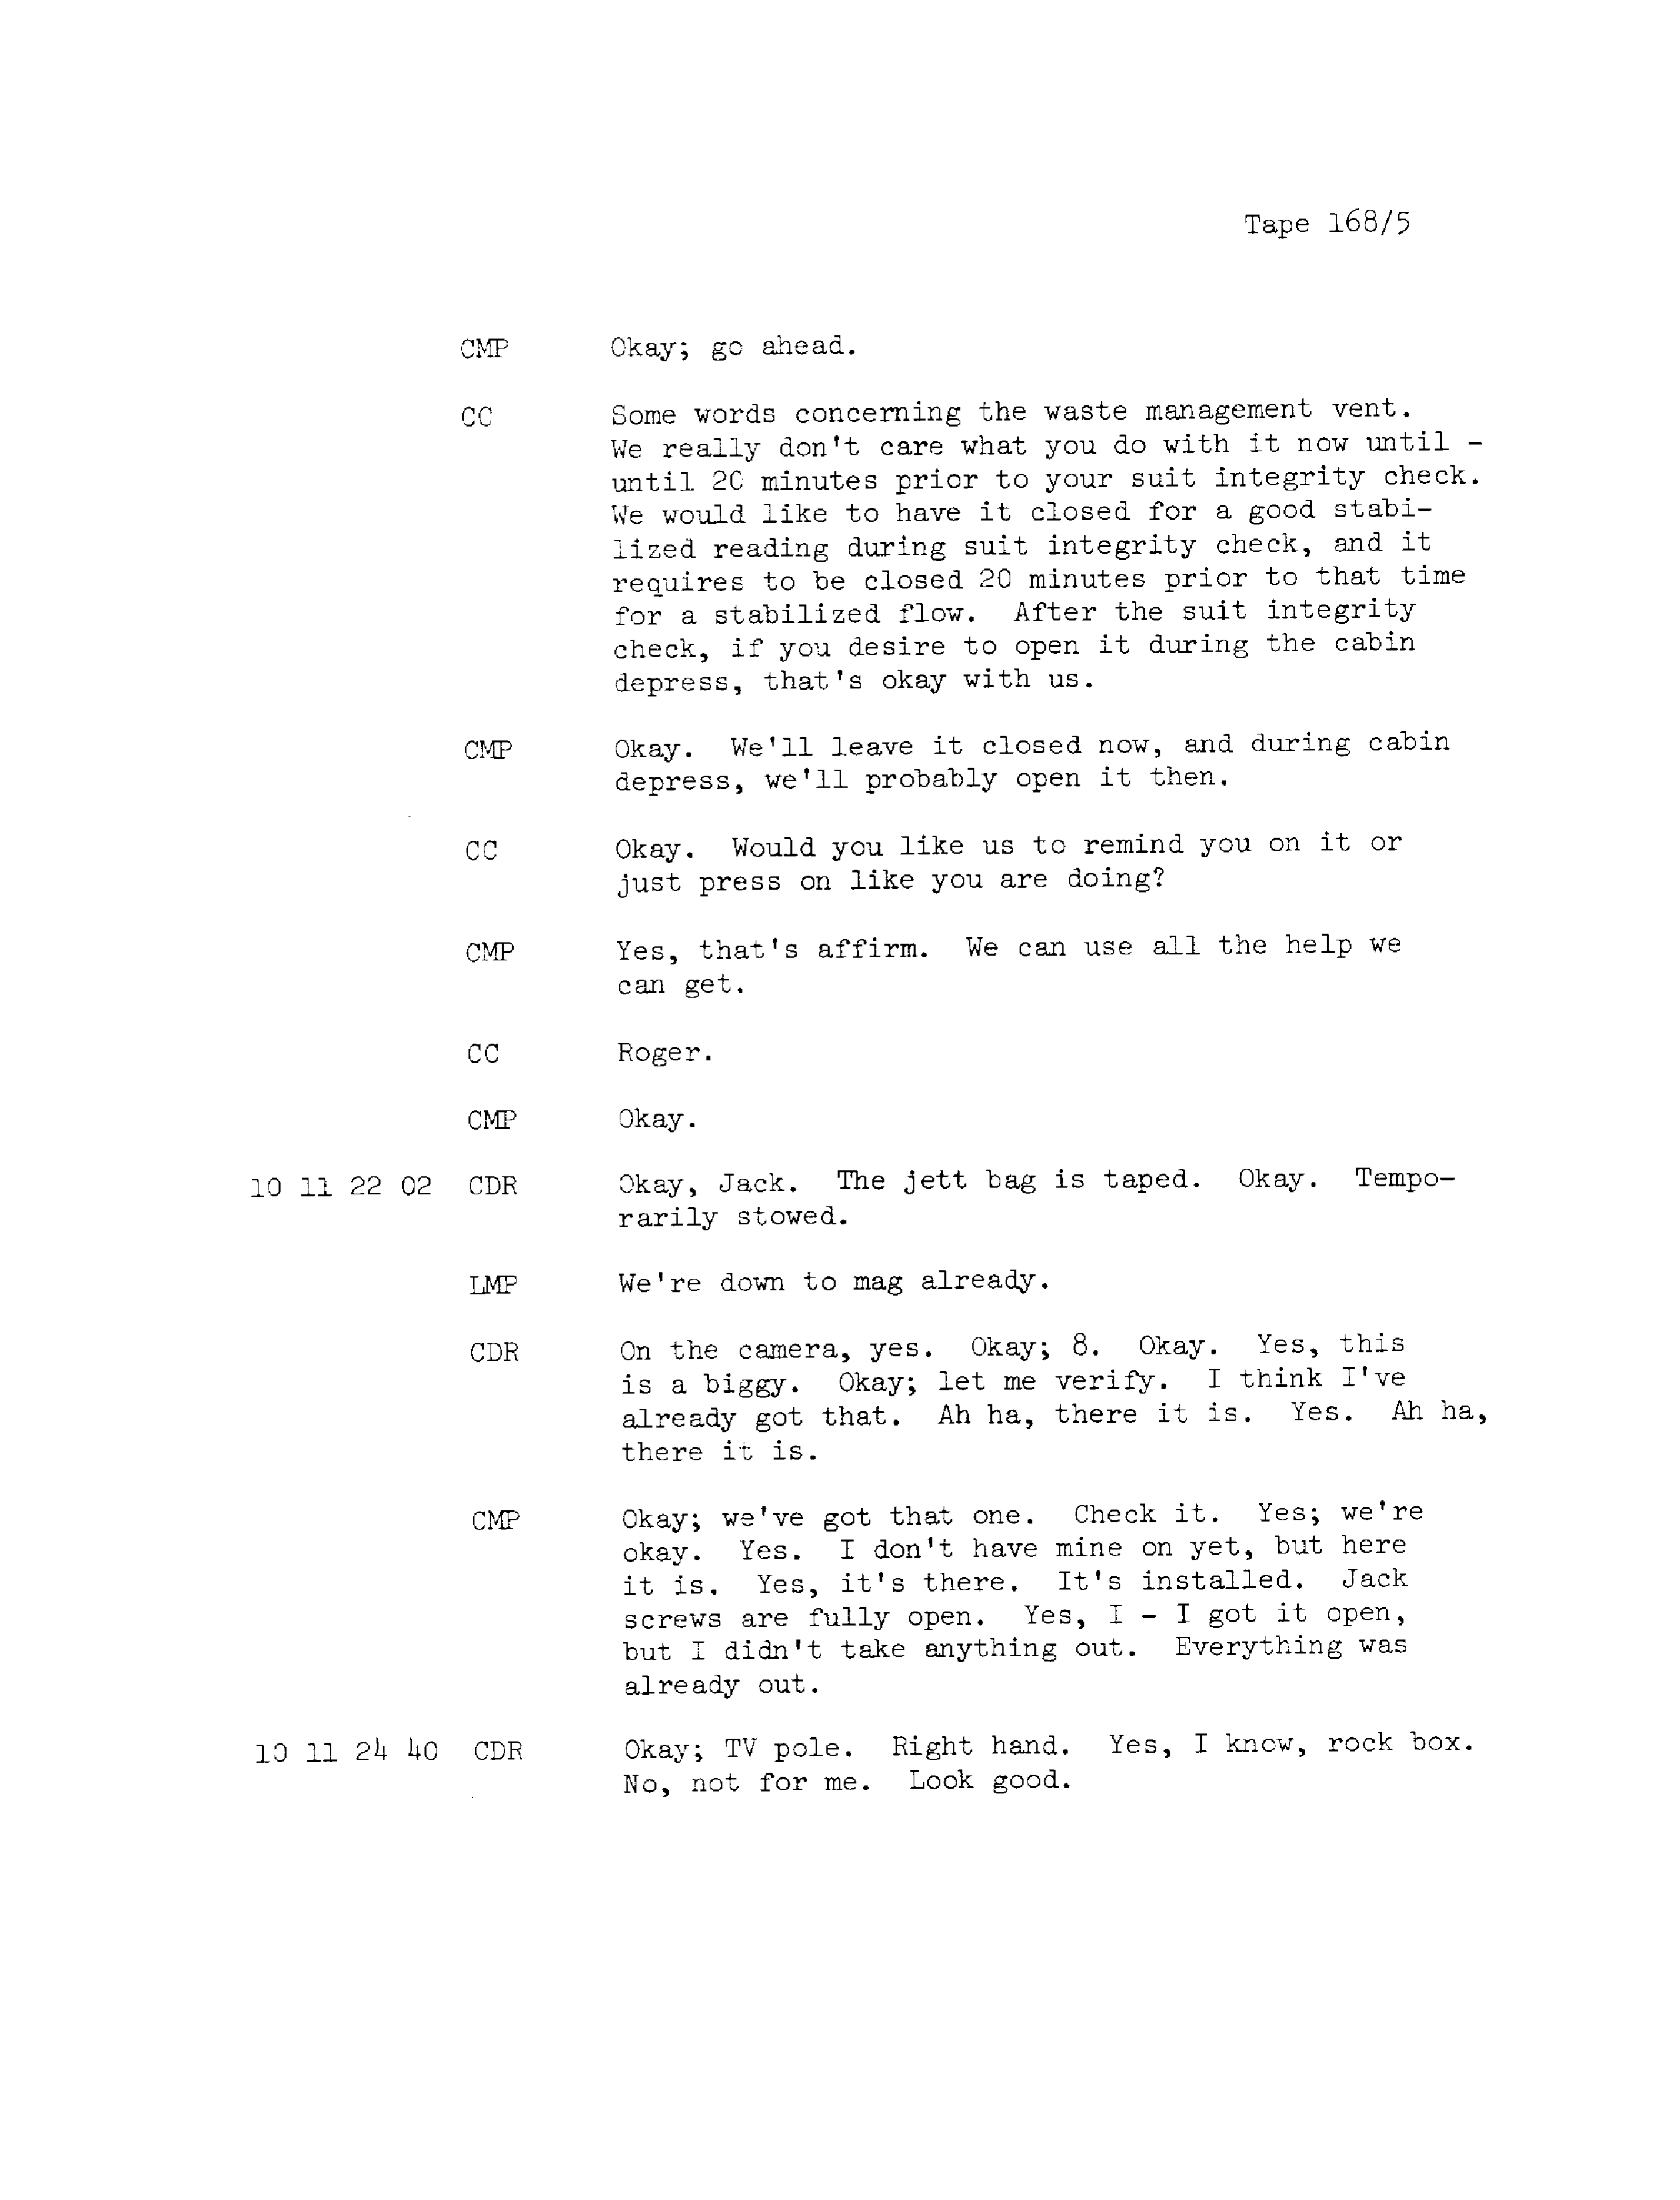 Tape 168/5
CMP Okay; go ahead.
CC Some words concerning the waste management vent.
We really don't care what you do with it now until -
until 20 minutes prior to your suit integrity check.
We would like to have it closed for a good stabi-
lized reading during suit integrity check, and it
requires to be closed 20 minutes prior to that time
for a stabilized flow. After the suit integrity
check, if you desire to open it during the cabin
depress, that's okay with us.
CMP Okay. We'll leave it closed now, and during cabin
depress, we'll probably open it then.
CC Okay. Would you like us to remind you on it or
just press on like you are doing?
CMP Yes, that's affirm. We can use all the help we
can get.
CC Roger.
CMP Okay.
10 11 22 02 CDR Okay, Jack. The jett bag is taped. Okay. Tempo-
rarily stowed.
LMP We're down to mag already.
CDR On the camera, yes. Okay; 8. Okay. Yes, this
is a biggy. Okay; let me verify. I think I've
already got that. Ah ha, there it is. Yes. Ah ha,
there it is.
CMP Okay; we've got that one. Check it. Yes; we're
okay. Yes. I don't have mine on yet, but here
it is. Yes, it's there. It's installed. Jack
screws are fully open. Yes, I - I got it open,
but I didn't take anything out. Everything was
already out.
10 11 24 40 CDR Okay; TV pole. Right hand. Yes, I know, rock box.
No, not for me. Look good.